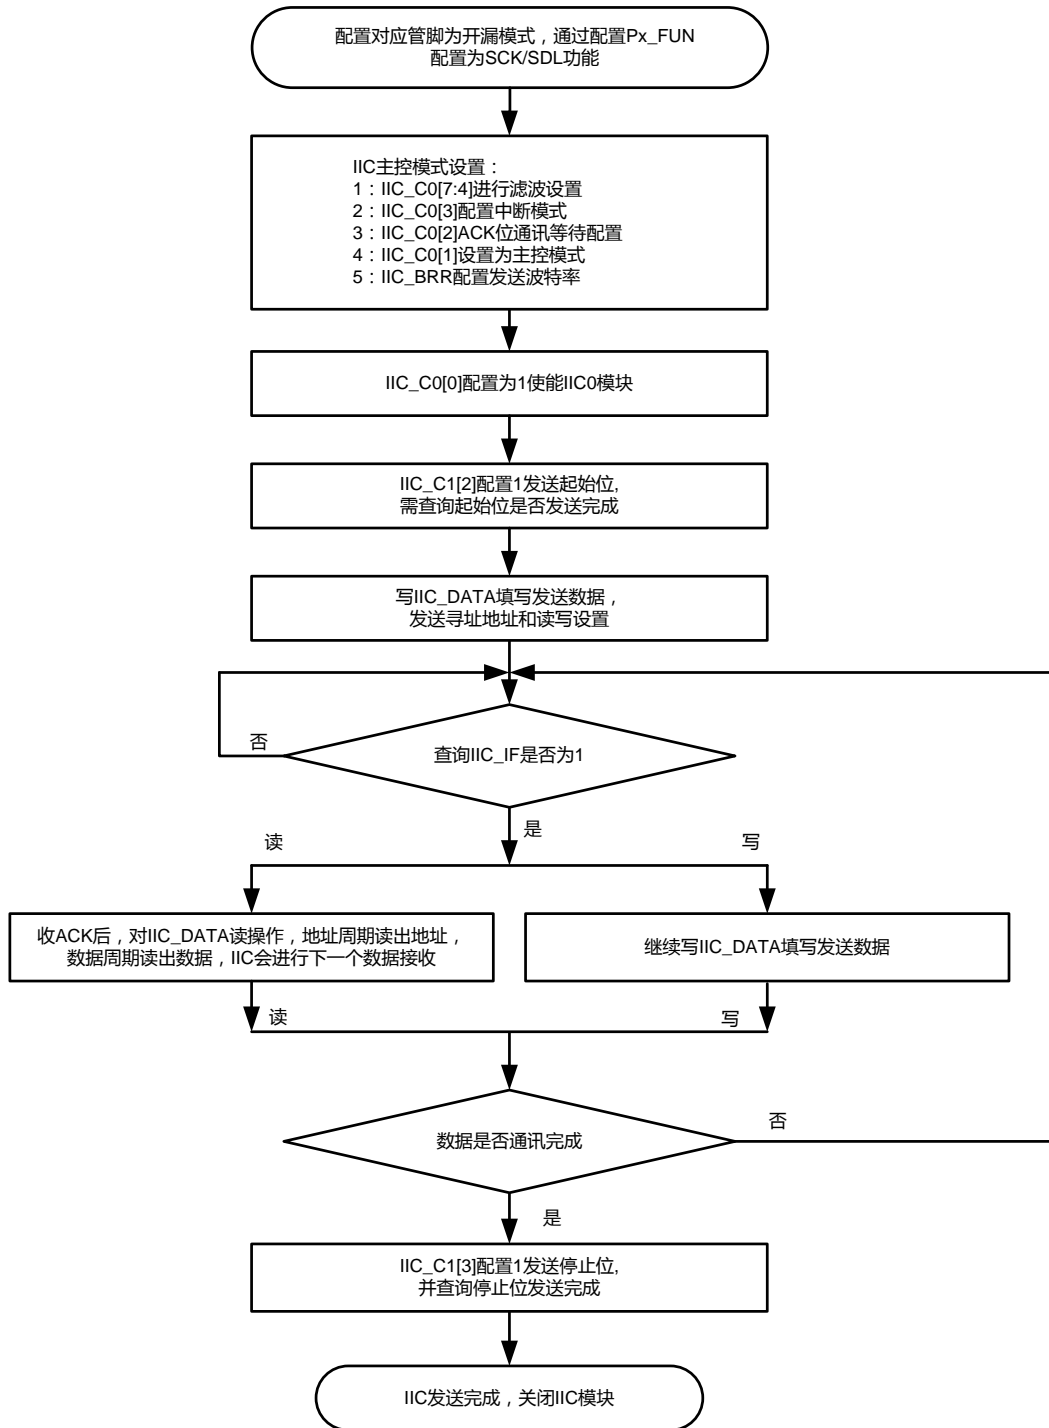 配置对应管脚为开漏模式，通过配置Px_FUN
配置为SCK/SDL功能
IIC主控模式设置：
1：IIC_C0[7:4]进行滤波设置
2：IIC_C0[3]配置中断模式
3：IIC_C0[2]ACK位通讯等待配置
4：IIC_C0[1]设置为主控模式
5：IIC_BRR配置发送波特率
IIC_C0[0]配置为1使能IIC0模块
IIC_C1[2]配置1发送起始位,
需查询起始位是否发送完成
写IIC_DATA填写发送数据，
发送寻址地址和读写设置
否
查询IIC_IF是否为1
是
读
写
收ACK后，对IIC_DATA读操作，地址周期读出地址，
数据周期读出数据，IIC会进行下一个数据接收
继续写IIC_DATA填写发送数据
读
写
数据是否通讯完成
否
是
IIC_C1[3]配置1发送停止位,
并查询停止位发送完成
IIC发送完成，关闭IIC模块